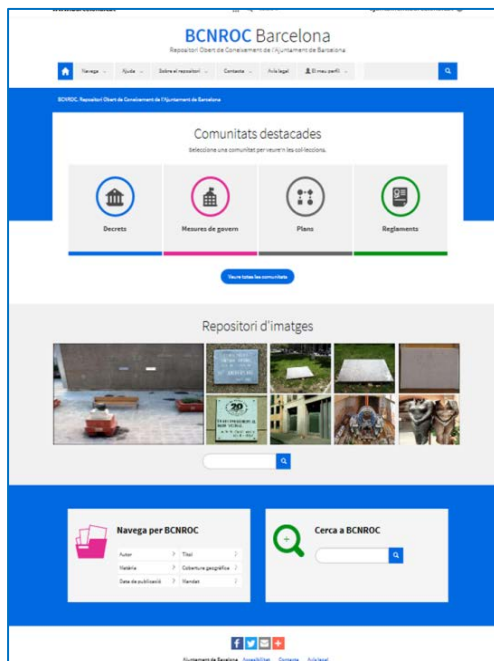 BCNROC Barcelona
Repositori Obert de Coneixement de l'Ajuntament de Barcelona
Navega Ajuda Sobre el repositori Contacte Avís legal El meu perfil
BCNROC. Repositori Obert de Coneixement de l'Ajuntament de Barcelona
Comunitats destacades
Seleccione una comunitat per veure'n les col·leccions.
Decrets Mesures de govern Plans Reglaments
Veure totes les comunitats
Repositori d'imatges
Navega per BCNROC
Autor Títol
Matèria Cobertura geogràfica
Data de publicació Mandat
Cerca a BCNROC
Ajuntament de Barcelona Accessibilitat Contacte Avís legal